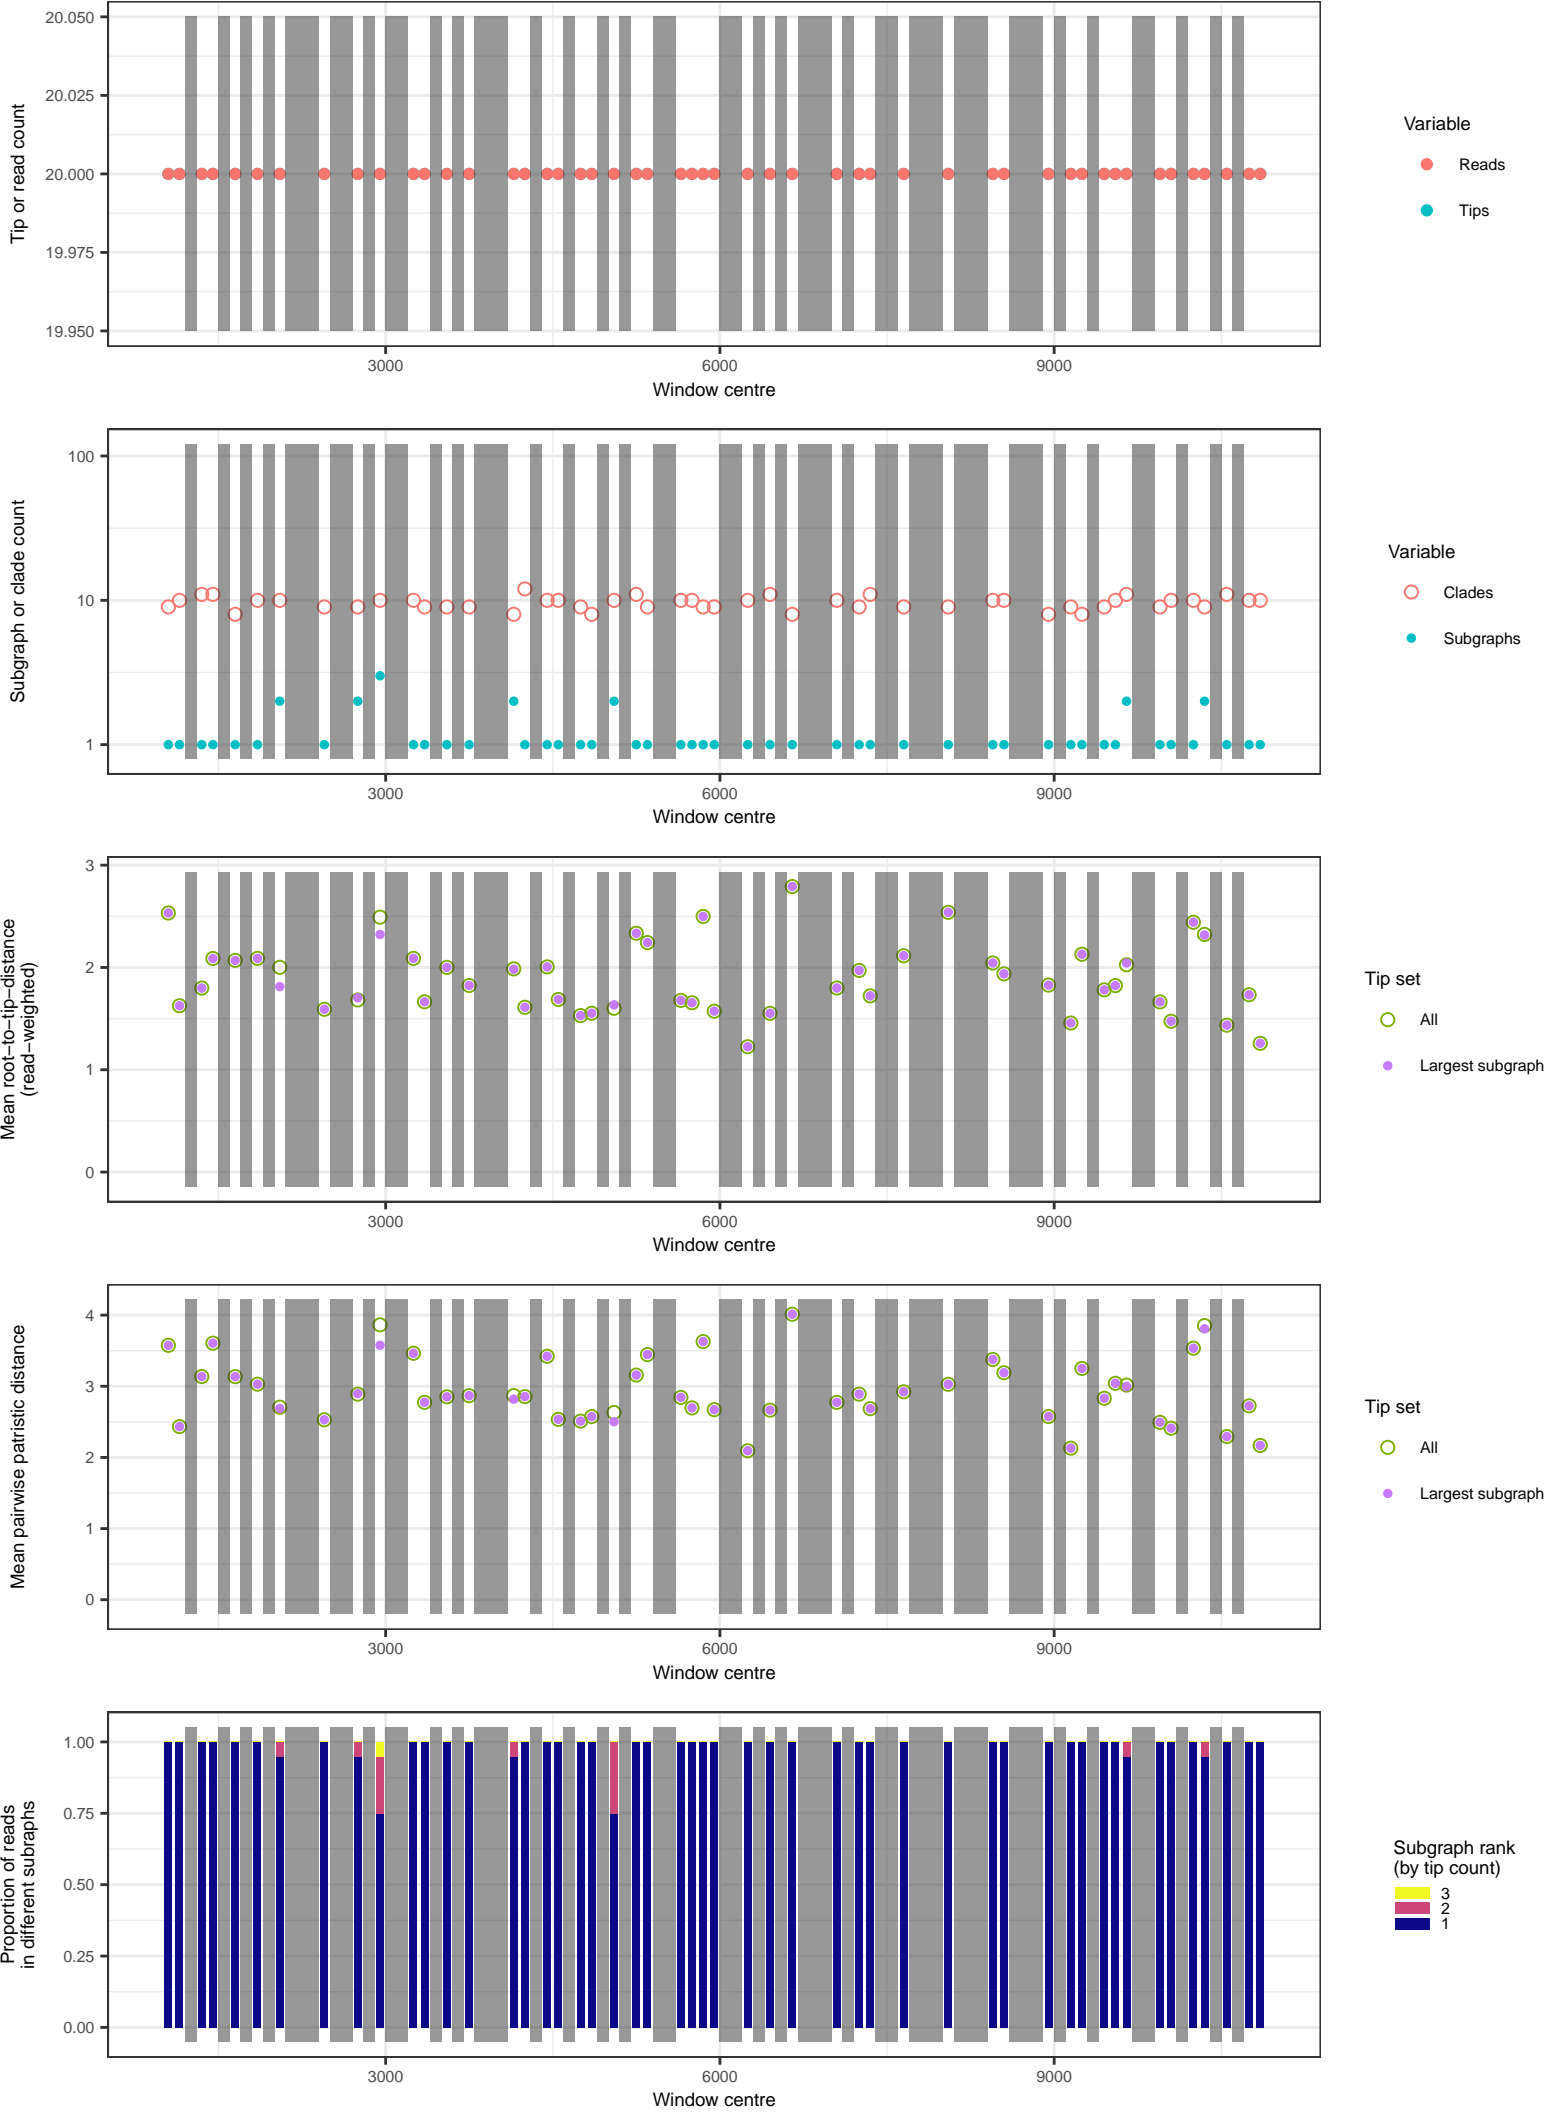 20.050
20.025
20.000
19.975
19.950
Tip or read count
3000
6000
9000
Window centre
Variable
Reads
Tips
100
10
1
Subgraph or clade count
3000
6000
9000
Window centre
Variable
Clades
Subgraphs
3
2
1
0
Mean root−to−tip−distance
(read−weighted)
3000
6000
9000
Window centre
Tip set
All
Largest subgraph
4
3
2
1
0
Mean pairwise patristic distance
3000
6000
9000
Window centre
Tip set
All
Largest subgraph
1.00
0.75
0.50
0.25
0.00
Proportion of reads
in different subraphs
3000
6000
9000
Window centre
Subgraph rank
(by tip count)
3
2
1